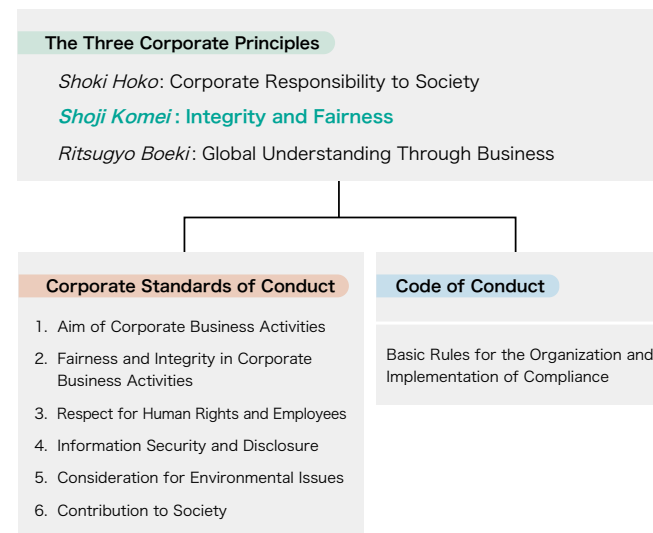 The Three Corporate Principles
Shoki Hoko: Corporate Responsibility to Society
Shoji Komei : Integrity and Fairness
Ritsugyo Boeki: Global Understanding Through Business
Corporate Standards of Conduct
1. Aim of Corporate Business Activities
2. Fairness and Integrity in Corporate
Business Activities
3. Respect for Human Rights and Employees
4. Information Security and Disclosure
5. Consideration for Environmental Issues
6. Contribution to Society
Code of Conduct
Basic Rules for the Organization and
Implementation of Compliance